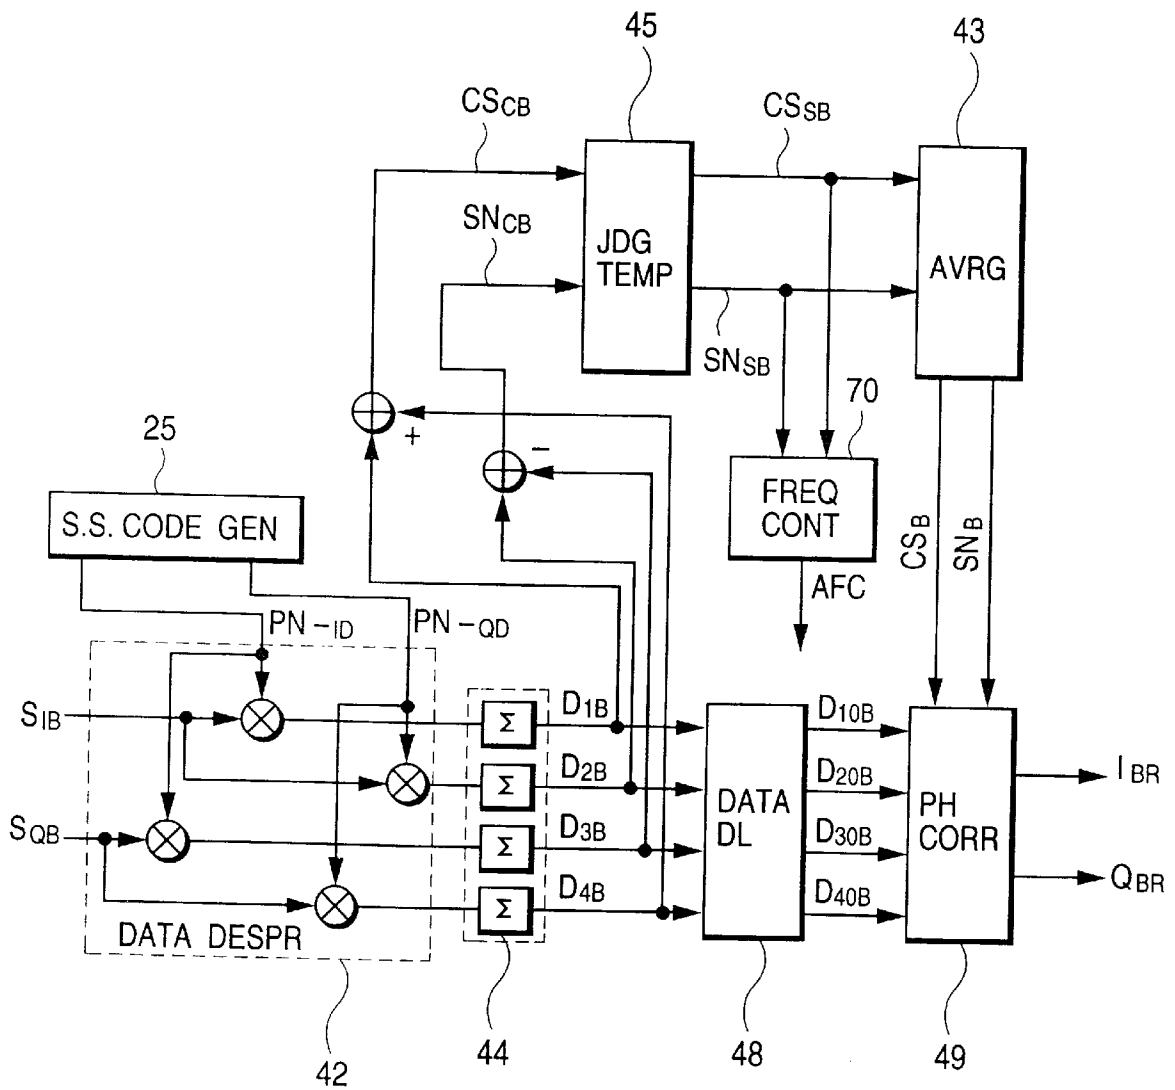 45
43
CSCB
CSSB
SNCB
JDG
TEMP
AVRG
SNSB
70
25
+
−
FREQ
CONT
S.S. CODE GEN
CSB
SNB
AFC
PN-ID
PN-QD
SIB
Σ
D1B
D10B
IBR
Σ
D2B
DATA
DL
D20B
PH
CORR
SQB
Σ
D3B
D30B
QBR
Σ
D4B
D40B
DATA DESPR
42
44
48
49